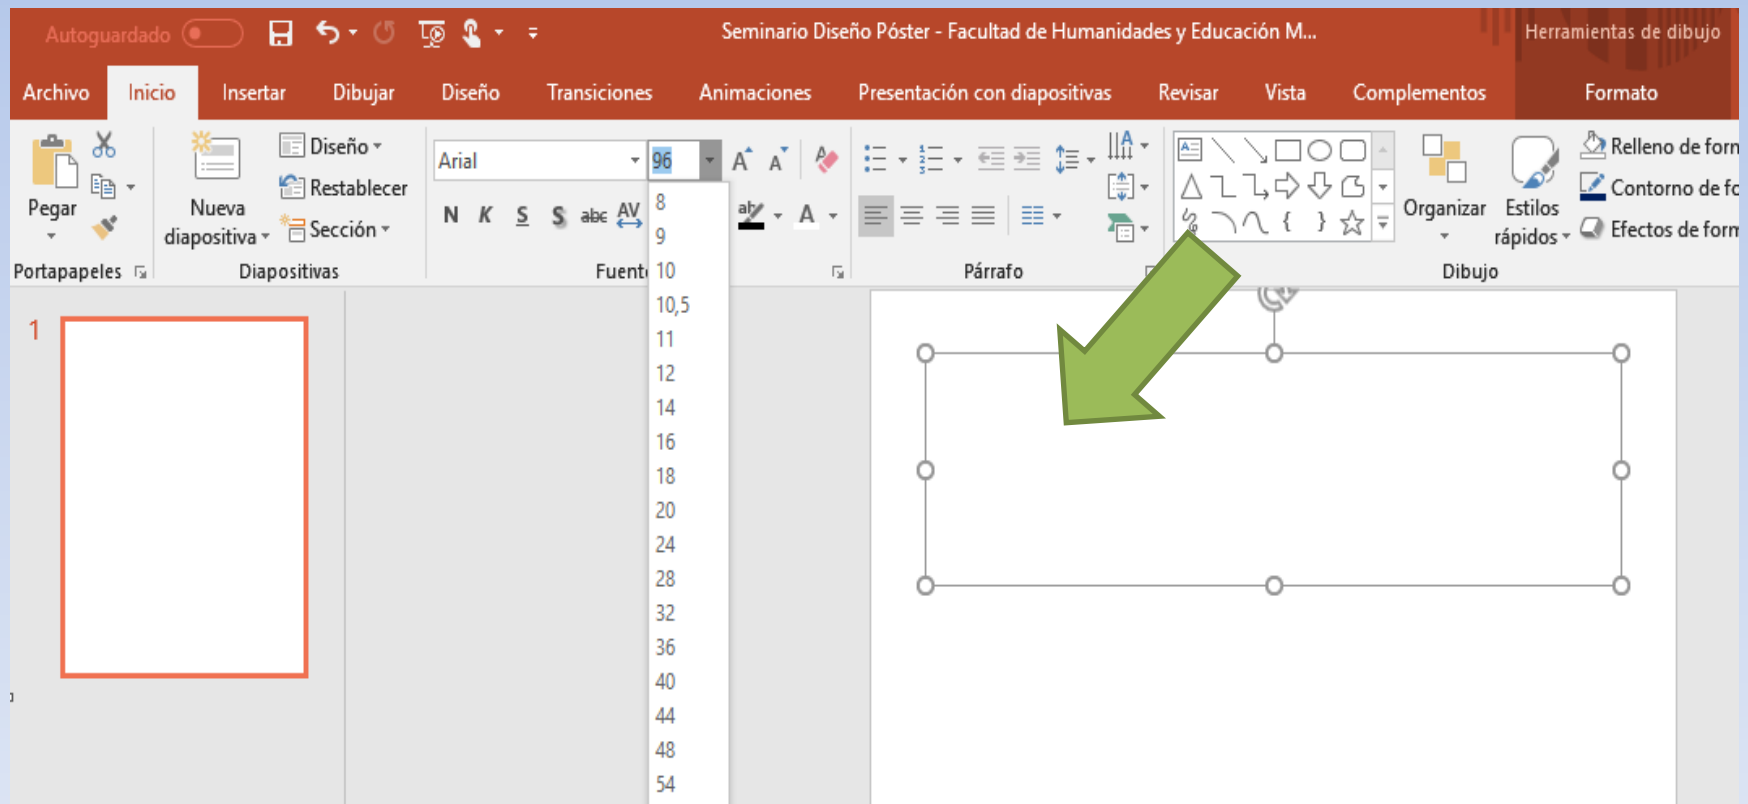 Autoguardado
Seminario Diseño Póster - Facultad de Humanidades y Educación M...
Herramientas de dibujo
Archivo Inicio Insertar Dibujar Diseño Transiciones Animaciones Presentación con diapositivas Revisar Vista Complementos Formato
Pegar
Portapapeles
Nueva
diapositiva
Diseño
Restablecer
Sección
Diapositivas
Arial 96
N K S S abc AV
A
Fuent
Párrafo
Organizar
Estilos
rápidos
Relleno de forn
Contorno de fo
Efectos de forn
Dibujo
8
9
10
10,5
11
12
14
16
18
20
24
28
32
36
40
44
48
54
1